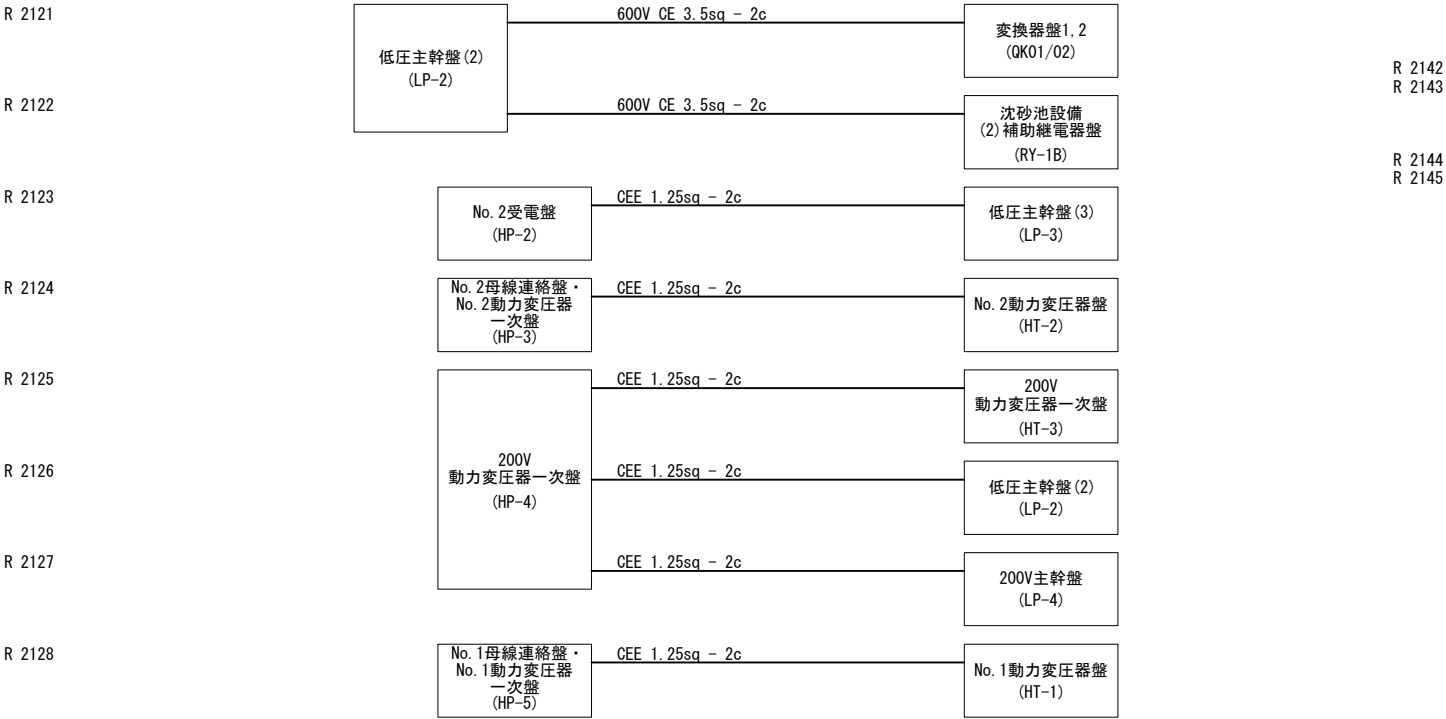 R 2121
600V CE 3.5sq - 2c
低圧主幹盤(2)
(LP-2)
変換器盤1,2
(QK01/02)
R 2142
R 2143
R 2122
600V CE 3.5sq - 2c
沈砂池設備
(2)補助継電器盤
(RY-1B)
R 2144
R 2145
R 2123
No.2受電盤
(HP-2)
CEE 1.25sq - 2c
低圧主幹盤(3)
(LP-3)
R 2124
No.2母線連絡盤・
No.2動力変圧器
一次盤
(HP-3)
CEE 1.25sq - 2c
No.2動力変圧器盤
(HT-2)
R 2125
CEE 1.25sq - 2c
200V
動力変圧器一次盤
(HT-3)
R 2126
200V
動力変圧器一次盤
(HP-4)
CEE 1.25sq - 2c
低圧主幹盤(2)
(LP-2)
R 2127
CEE 1.25sq - 2c
200V主幹盤
(LP-4)
R 2128
No.1母線連絡盤・
No.1動力変圧器
一次盤
(HP-5)
CEE 1.25sq - 2c
No.1動力変圧器盤
(HT-1)